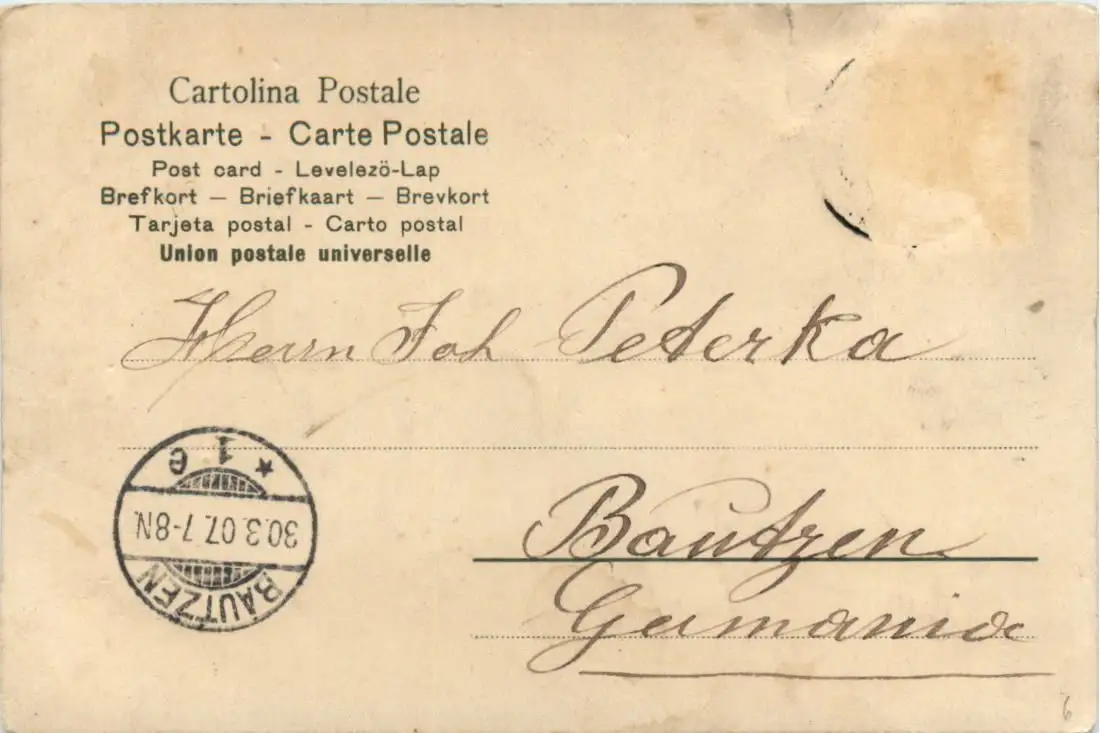 Cartolina Postale
Postkarte - Carte Postale
Post card - Levelezö-Lap
Brefkort — Briefkaart — Brevkort
Tarjeta postal - Carto postal
Union postale universelle
Herrn Joh Peterka
Bautzen
Germania
* 1 e
30.3.07.7-8N.
BAUTZEN
6